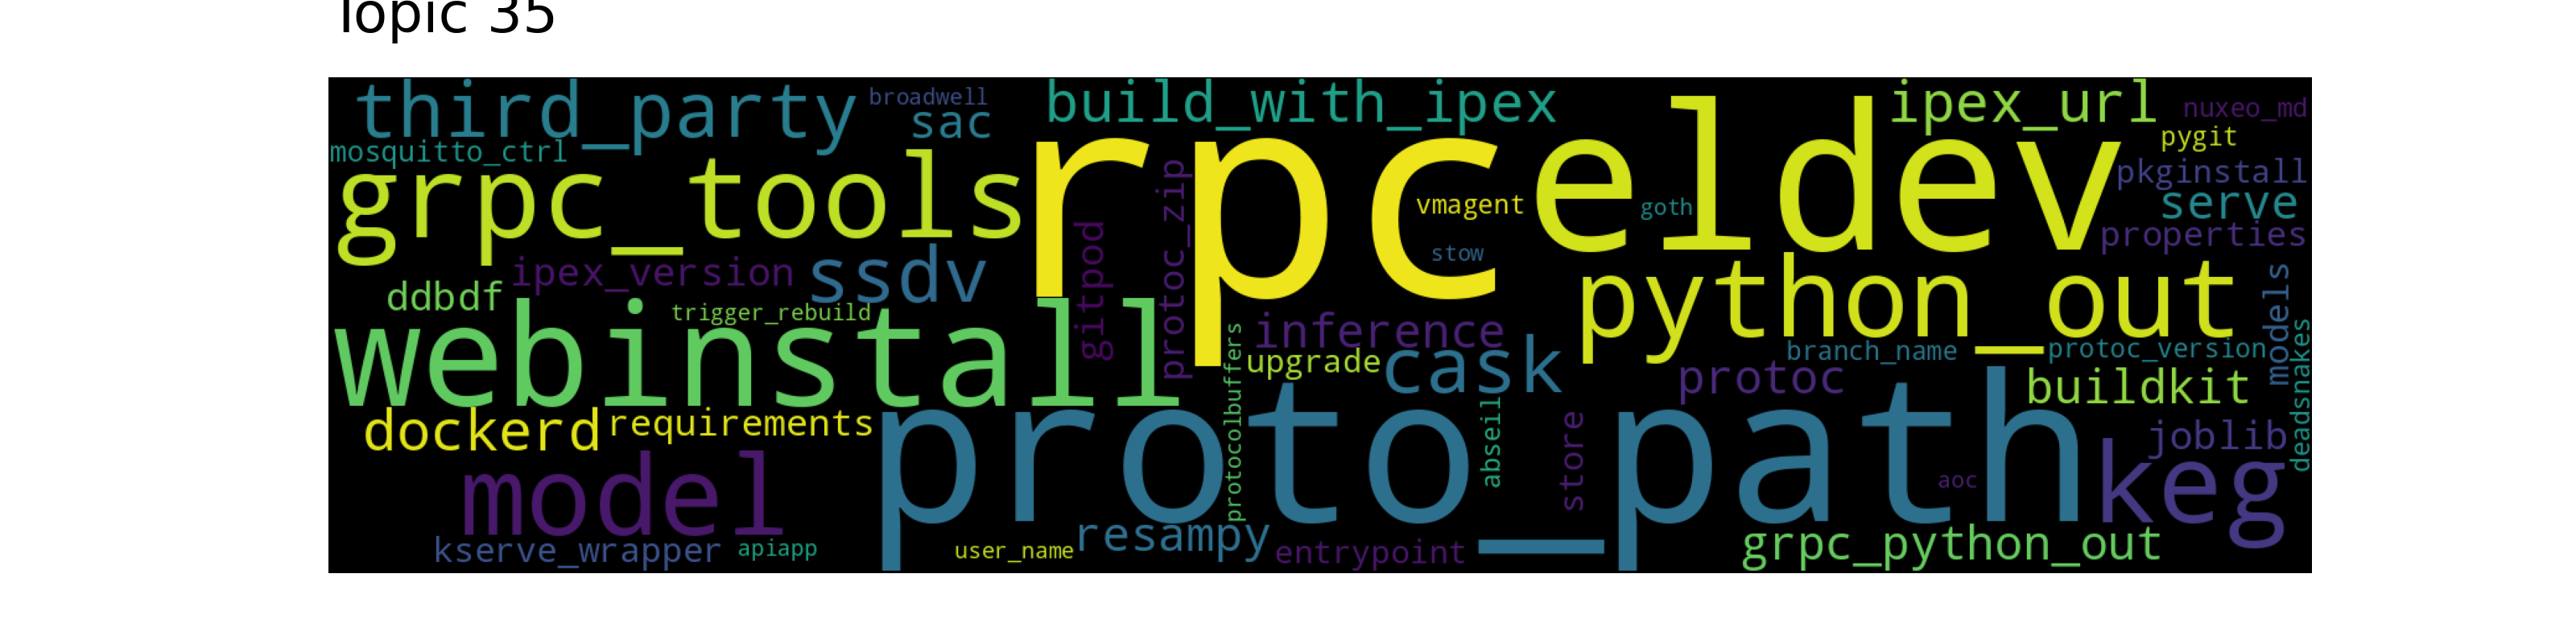 Topic 35
third_party
broadwell
sac
build_with_ipex
ipex_url
nuxeo_md
pygit
mosquitto_ctrl
grpc_tools
rpc
eldev
vmagent
goth
stow
pkginstall
serve
properties
gitpod
protoc_zip
ipex_version
ssdv
ddbdf
trigger_rebuild
python_out
models
deadsnakes
webinstall
protocolbuffers
inference
upgrade
cask
branch_name
protoc_version
protoc
buildkit
dockerd
requirements
proto_path
abseil
store
joblib
keg
aoc
model
kserve_wrapper
apiapp
user_name
resampy
entrypoint
grpc_python_out